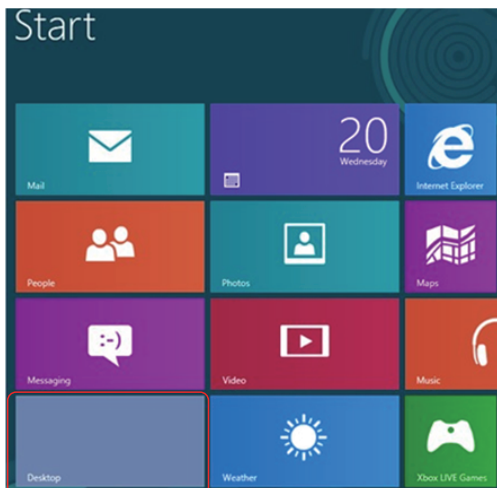 Start
Mail
20
Wednesday
Internet Explorer
People
Photos
Maps
Messaging
:-)
Video
Music
Desktop
Weather
Xbox LIVE Games